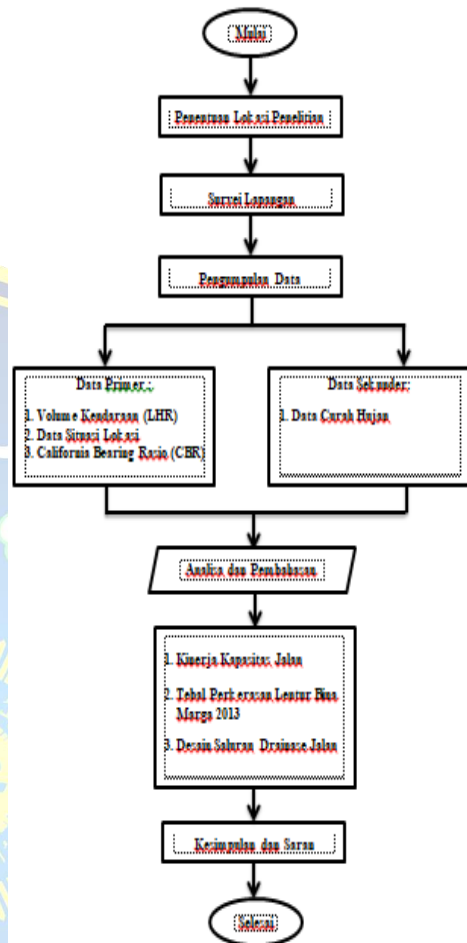 Mulai
Penentuan Lokasi Penelitian
Survei Lapangan
Pengumpulan Data
Data Primer :
1. Volume Kendaraan (LHR)
2. Data Situasi Lokasi
3. California Bearing Rasio (CBR)
Data Sekunder:
1. Data Curah Hujan
Analisa dan Pembahasan
1. Kinerja Kapasitas Jalan
2. Tebal Perkerasan Lentur Bina
Marga 2013
3. Desain Saluran Drainase Jalan
Kesimpulan dan Saran
Selesai